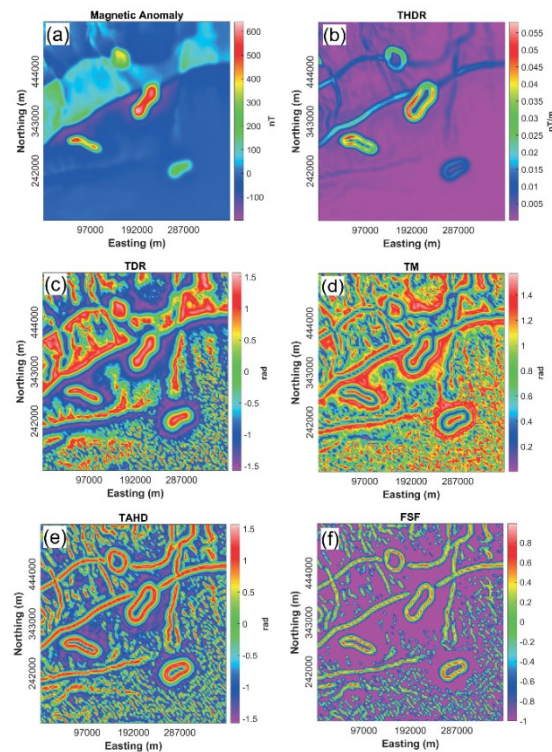 Magnetic Anomaly
(a)
Northing (m)
444000
343000
242000
97000 192000 287000
Easting (m)
600
500
400
300
200
100
0
-100
nT
THDR
(b)
Northing (m)
444000
343000
242000
97000 192000 287000
Easting (m)
0.055
0.05
0.045
0.04
0.035
0.03
0.025
0.02
0.015
0.01
0.005
nT/m
TDR
(c)
Northing (m)
444000
343000
242000
97000 192000 287000
Easting (m)
1.5
1
0.5
0
-0.5
-1
-1.5
rad
TM
(d)
Northing (m)
444000
343000
242000
97000 192000 287000
Easting (m)
1.4
1.2
1
0.8
0.6
0.4
0.2
rad
TAHD
(e)
Northing (m)
444000
343000
242000
97000 192000 287000
Easting (m)
1.5
1
0.5
0
-0.5
-1
-1.5
rad
FSF
(f)
Northing (m)
444000
343000
242000
97000 192000 287000
Easting (m)
0.8
0.6
0.4
0.2
0
-0.2
-0.4
-0.6
-0.8
-1